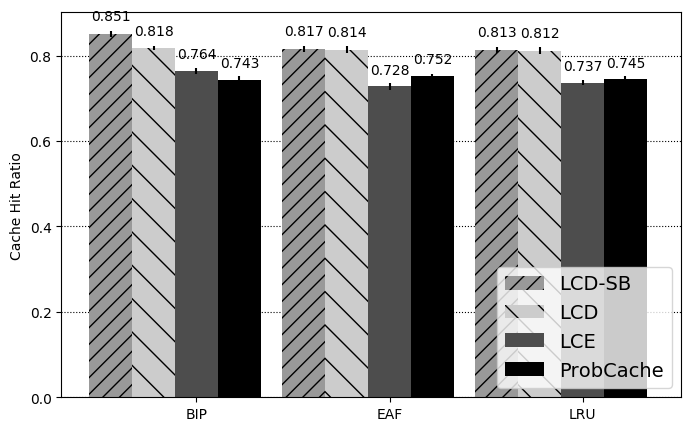 0.851
0.818
0.764
0.743
0.817
0.814
0.728
0.752
0.813
0.812
0.737
0.745
Cache Hit Ratio
0.8
0.6
0.4
0.2
0.0
LCD-SB
LCD
LCE
ProbCache
BIP
EAF
LRU